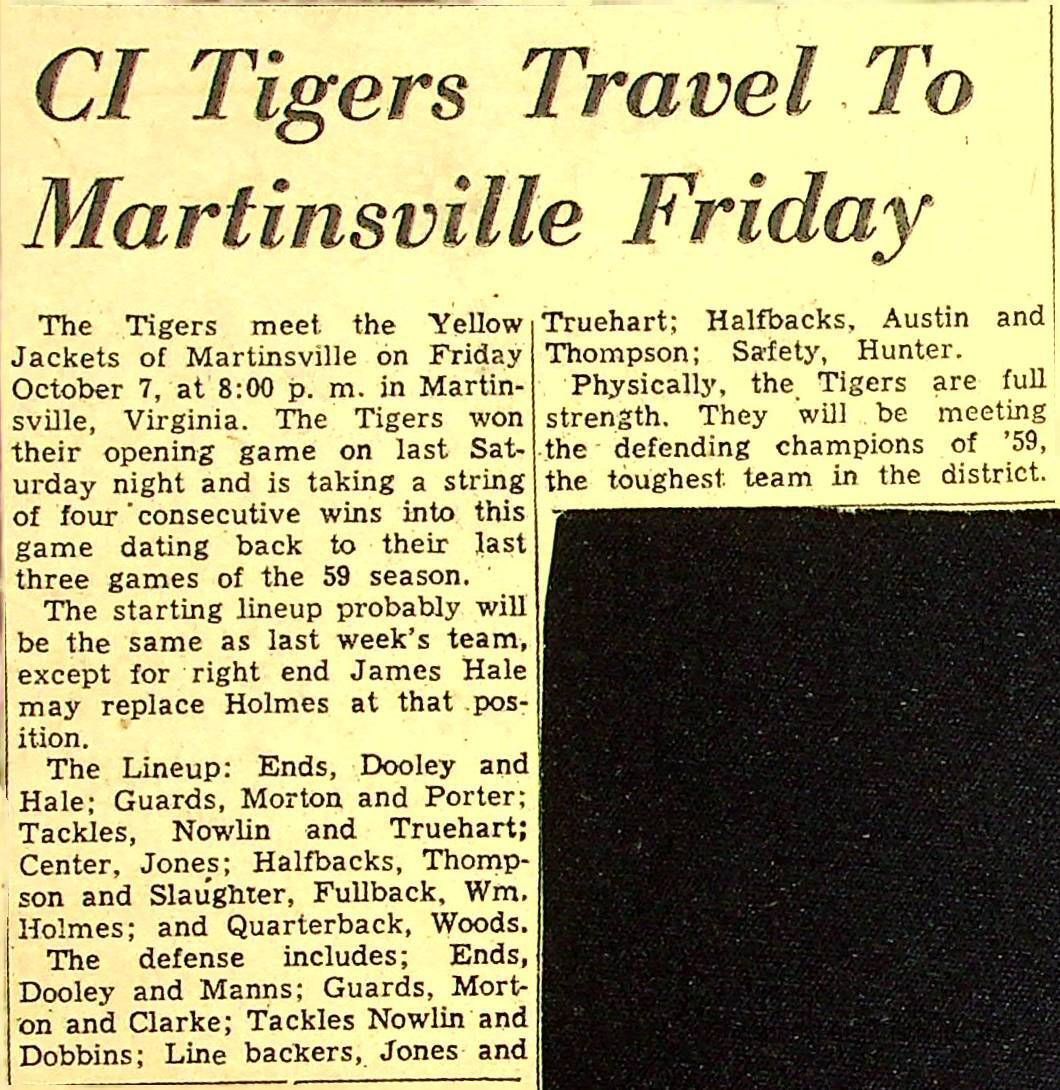 CI Tigers Travel To
Martinsville Friday
The Tigers meet the Yellow
Jackets of Martinsville on Friday
October 7, at 8:00 p. m. in Martin-
sville, Virginia. The Tigers won
their opening game on last Sat-
urday night and is taking a string
of four consecutive wins into this
game dating back to their last
three games of the 59 season.
The starting lineup probably will
be the same as last week's team,
except for right end James Hale
may replace Holmes at that pos-
ition.
The Lineup: Ends, Dooley and
Hale; Guards, Morton and Porter;
Tackles, Nowlin and Truehart;
Center, Jones; Halfbacks, Thomp-
son and Slaughter, Fullback, Wm.
Holmes; and Quarterback, Woods.
The defense includes; Ends,
Dooley and Manns; Guards, Mort-
on and Clarke; Tackles Nowlin and
Dobbins; Line backers, Jones and
Truehart; Halfbacks, Austin and
Thompson; Safety, Hunter.
Physically, the Tigers are full
strength. They will be meeting
the defending champions of '59,
the toughest team in the district.